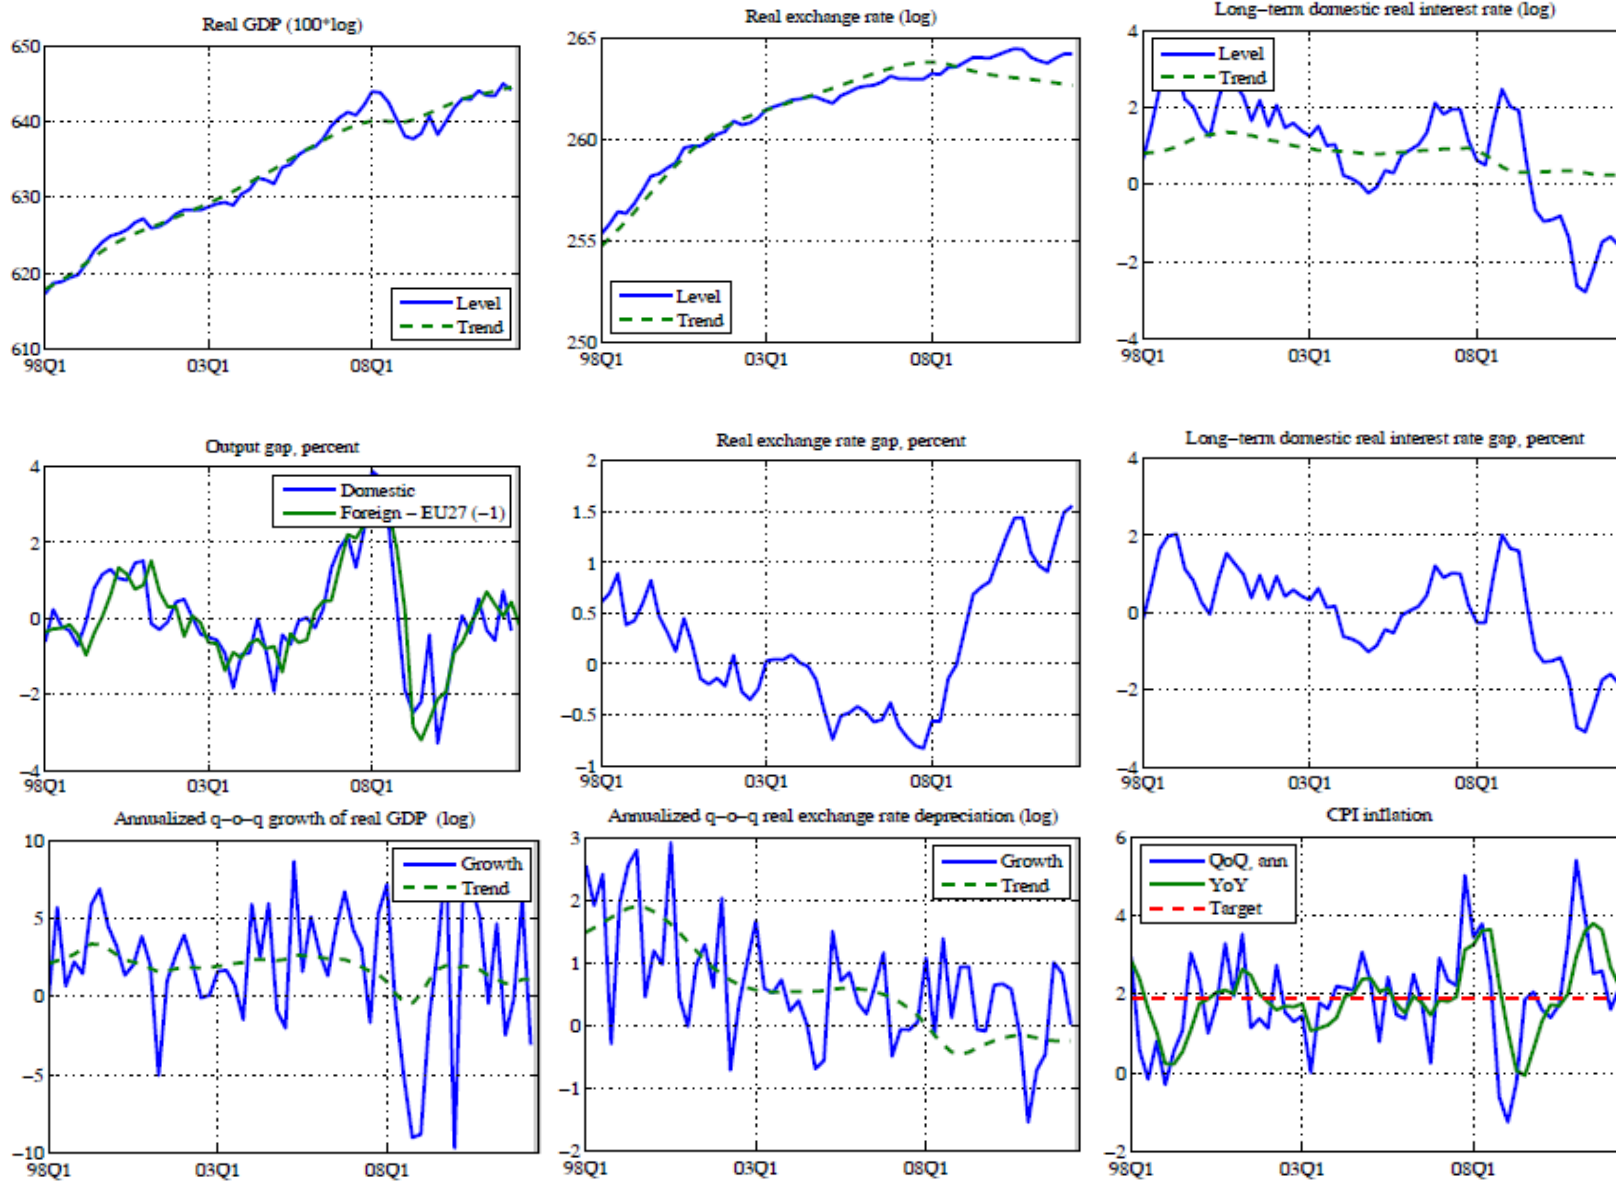 Real GDP (100*log)
650
640
630
620
610
98Q1 03Q1 08Q1
Level
Trend
Real exchange rate (log)
265
260
255
250
98Q1 03Q1 08Q1
Level
Trend
Long-term domestic real interest rate (log)
4
2
0
-2
-4
98Q1 03Q1 08Q1
Level
Trend
Output gap, percent
4
2
0
-2
-4
98Q1 03Q1 08Q1
Domestic
Foreign - EU27 (-1)
Real exchange rate gap, percent
2
1.5
1
0.5
0
-0.5
-1
98Q1 03Q1 08Q1
Long-term domestic real interest rate gap, percent
4
2
0
-2
-4
98Q1 03Q1 08Q1
Annualized q-o-q growth of real GDP (log)
10
5
0
-5
-10
98Q1 03Q1 08Q1
Growth
Trend
Annualized q-o-q real exchange rate depreciation (log)
3
2
1
0
-1
-2
98Q1 03Q1 08Q1
Growth
Trend
CPI inflation
6
4
2
0
-2
98Q1 03Q1 08Q1
QoQ, ann
YoY
Target